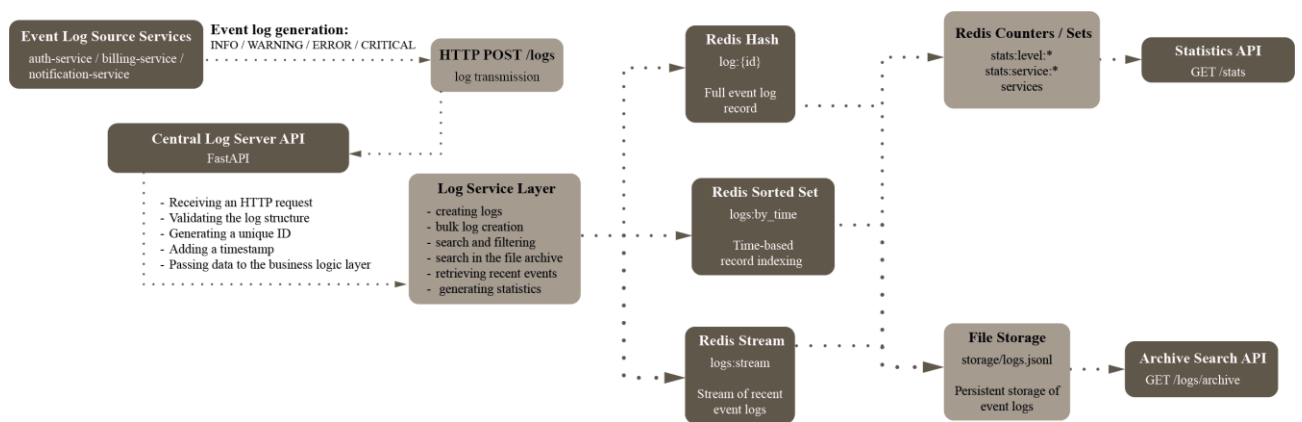 Event Log Source Services
auth-service / billing-service /
notification-service
Event log generation:
INFO / WARNING / ERROR / CRITICAL
HTTP POST /logs
log transmission
Central Log Server API
FastAPI
- Receiving an HTTP request
- Validating the log structure
- Generating a unique ID
- Adding a timestamp
- Passing data to the business logic layer
Log Service Layer
- creating logs
- bulk log creation
- search and filtering
- search in the file archive
- retrieving recent events
- generating statistics
Redis Hash
log:{id}
Full event log
record
Redis Sorted Set
logs:by_time
Time-based
record indexing
Redis Stream
logs:stream
Stream of recent
event logs
Redis Counters / Sets
stats:level:*
stats:service:*
services
Statistics API
GET /stats
File Storage
storage/logs.jsonl
Persistent storage of
event logs
Archive Search API
GET /logs/archive